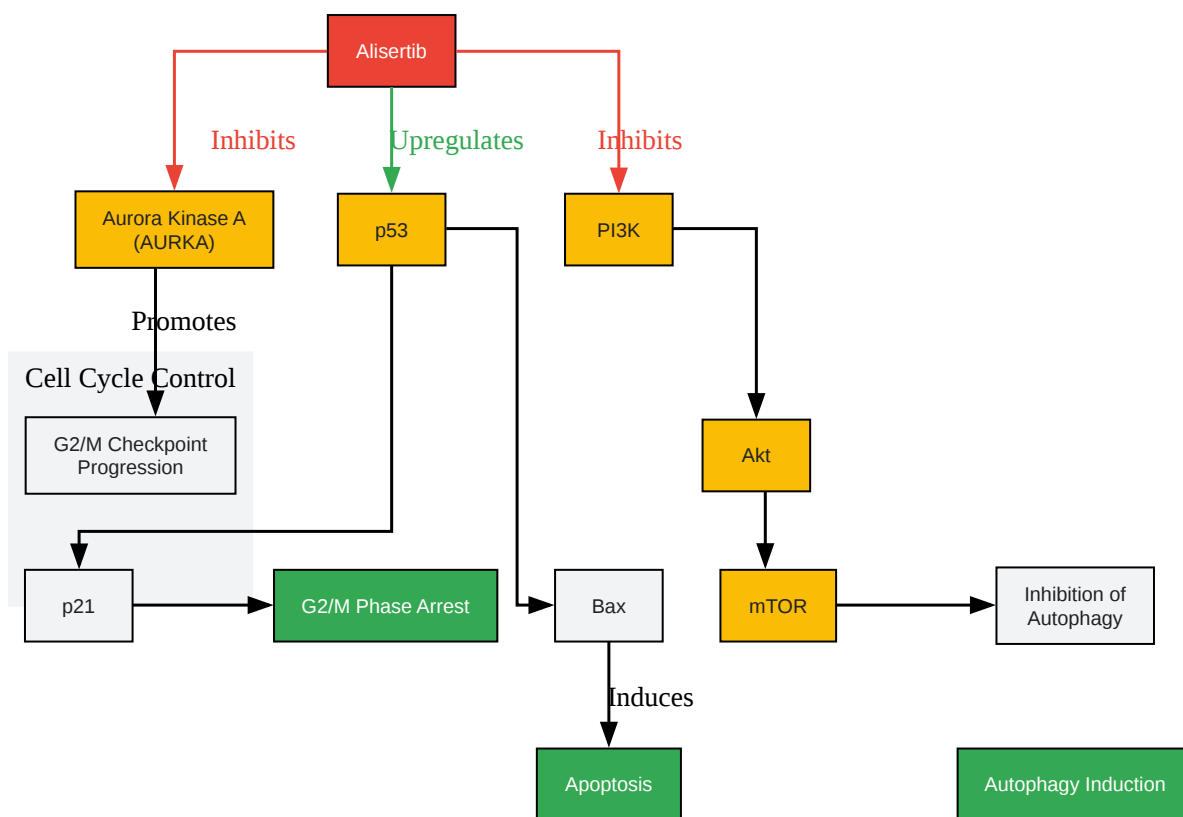 Alisertib
Inhibits
Upregulates
Inhibits
Aurora Kinase A
(AURKA)
p53
PI3K
Promotes
Cell Cycle Control
G2/M Checkpoint
Progression
Akt
p21
G2/M Phase Arrest
Bax
mTOR
Inhibition of
Autophagy
Induces
Apoptosis
Autophagy Induction